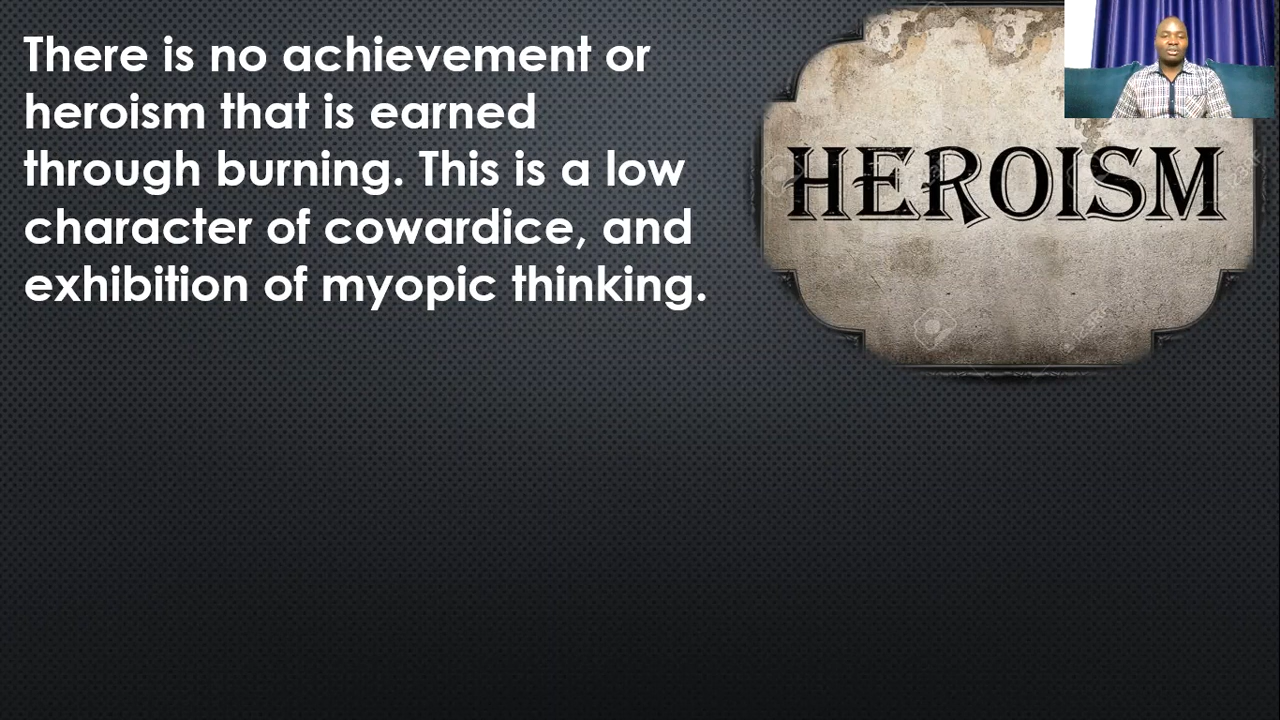 There is no achievement or
heroism that is earned
through burning. This is a low
character of cowardice, and
exhibition of myopic thinking.
HEROISM